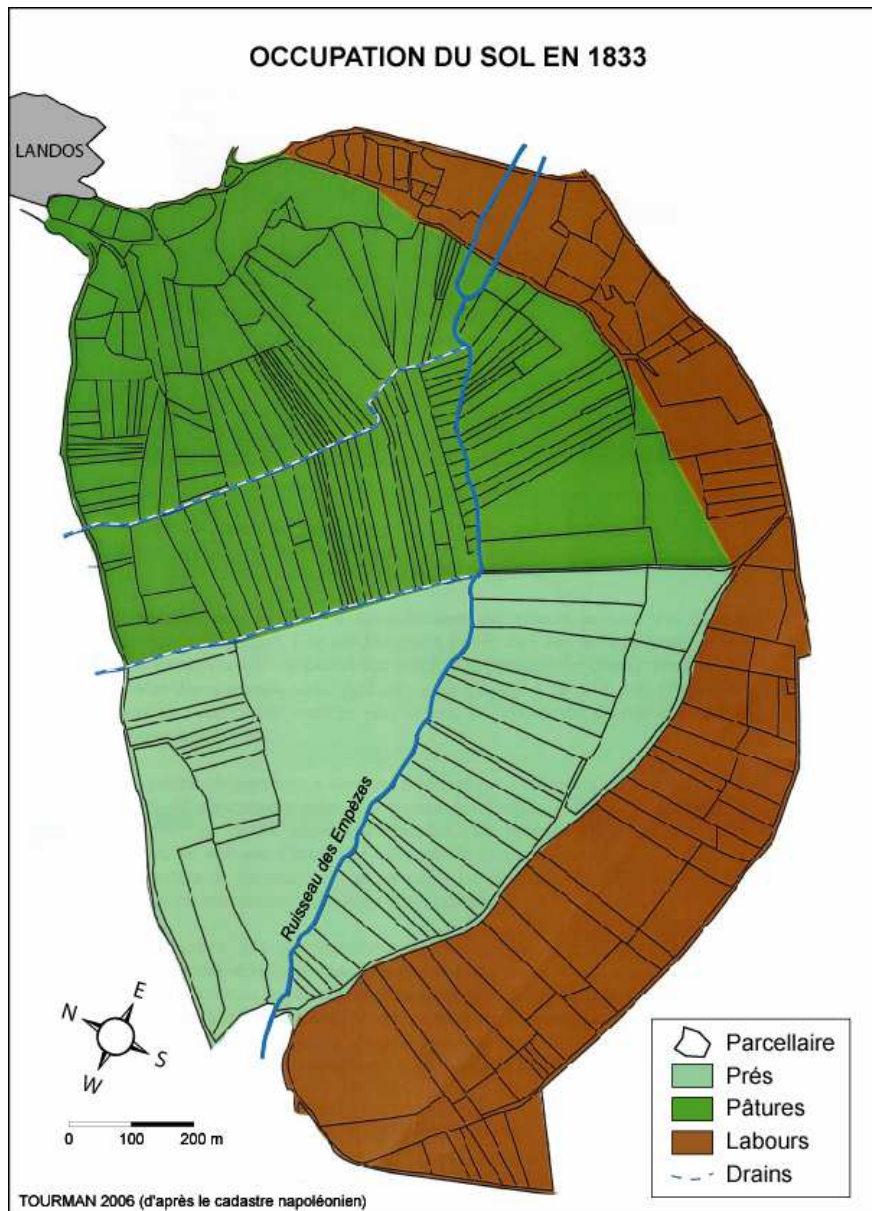 OCCUPATION DU SOL EN 1833
LANDOS
Ruisseau des Empèzes
N
E
S
W
0 100 200 m
Parcellaire
Prés
Pâtures
Labours
Drains
TOURMAN 2006 (d'après le cadastre napoléonien)